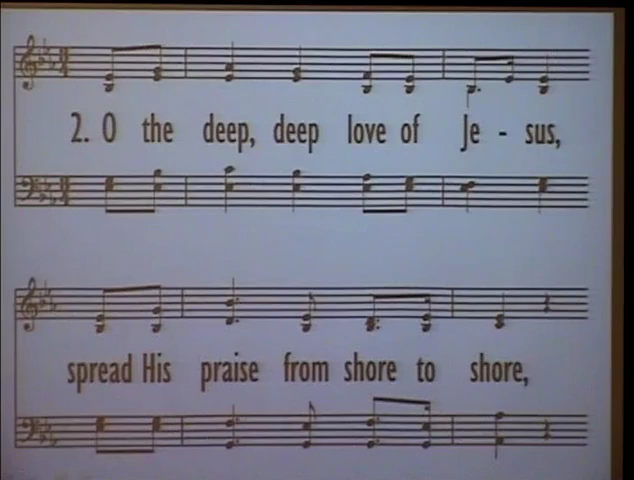 2. O the deep, deep love of Je - sus,
spread His praise from shore to shore,